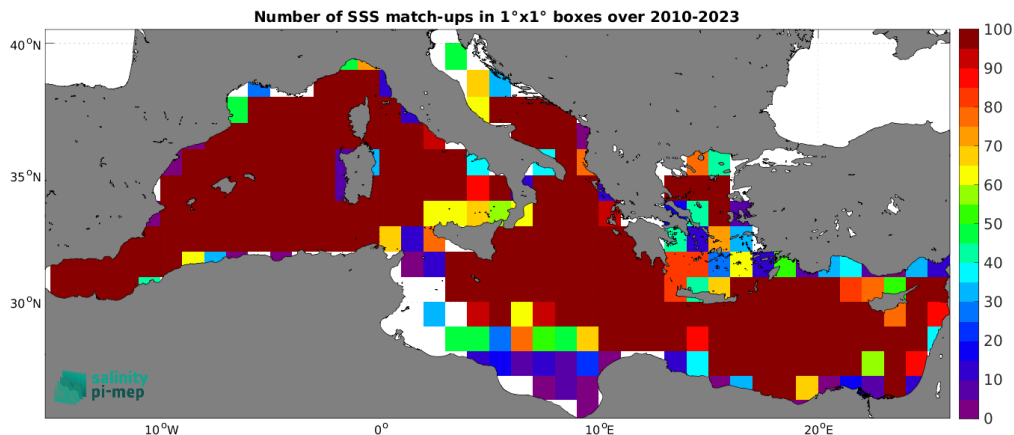 Number of SSS match-ups in 1°x1° boxes over 2010-2023
40°N
35°N
30°N
10°W
0°
10°E
20°E
100
90
80
70
60
50
40
30
20
10
0
salinity
pi-mep